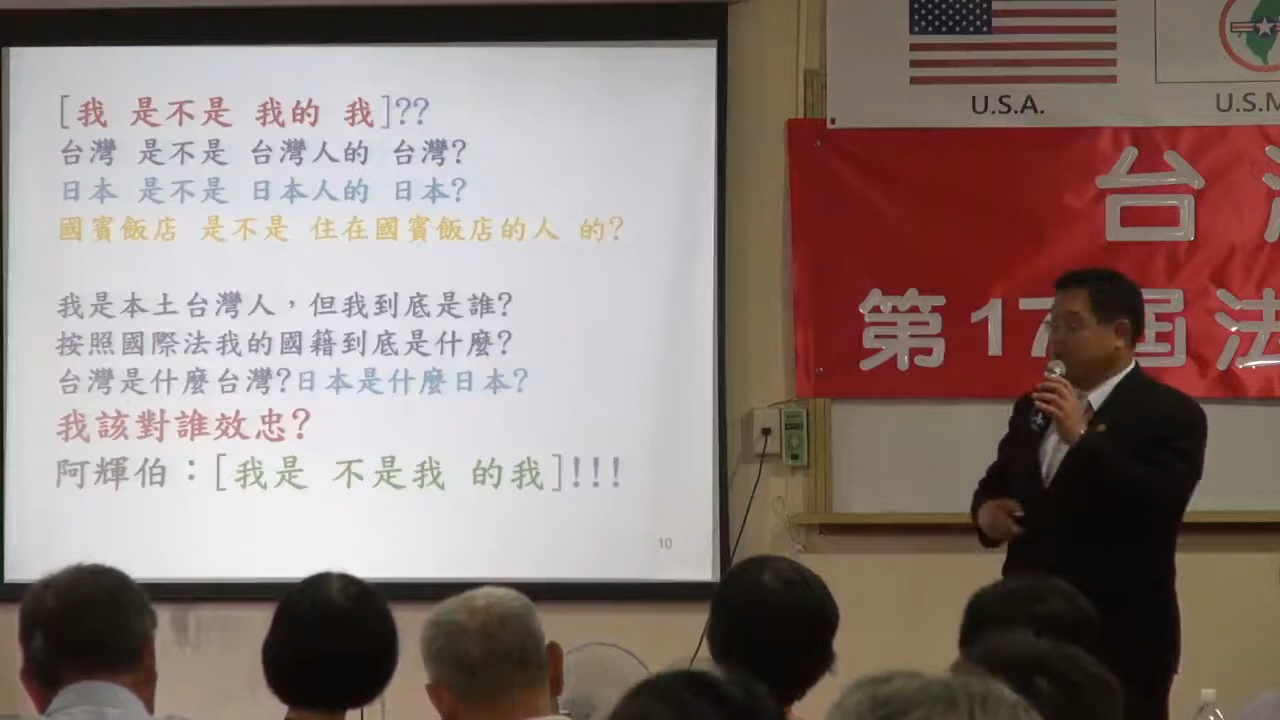 [我 是不是 我的 我]??
台灣 是不是 台灣人的 台灣?
日本 是不是 日本人的 日本?
國賓飯店 是不是 住在國賓飯店的人 的?
我是本土台灣人，但我到底是誰?
按照國際法我的國籍到底是什麼?
台灣是什麼台灣?日本是什麼日本?
我該對誰效忠?
阿輝伯：[我是 不是我 的我]!!!
10
U.S.A.
U.S.M
台
第17屆法